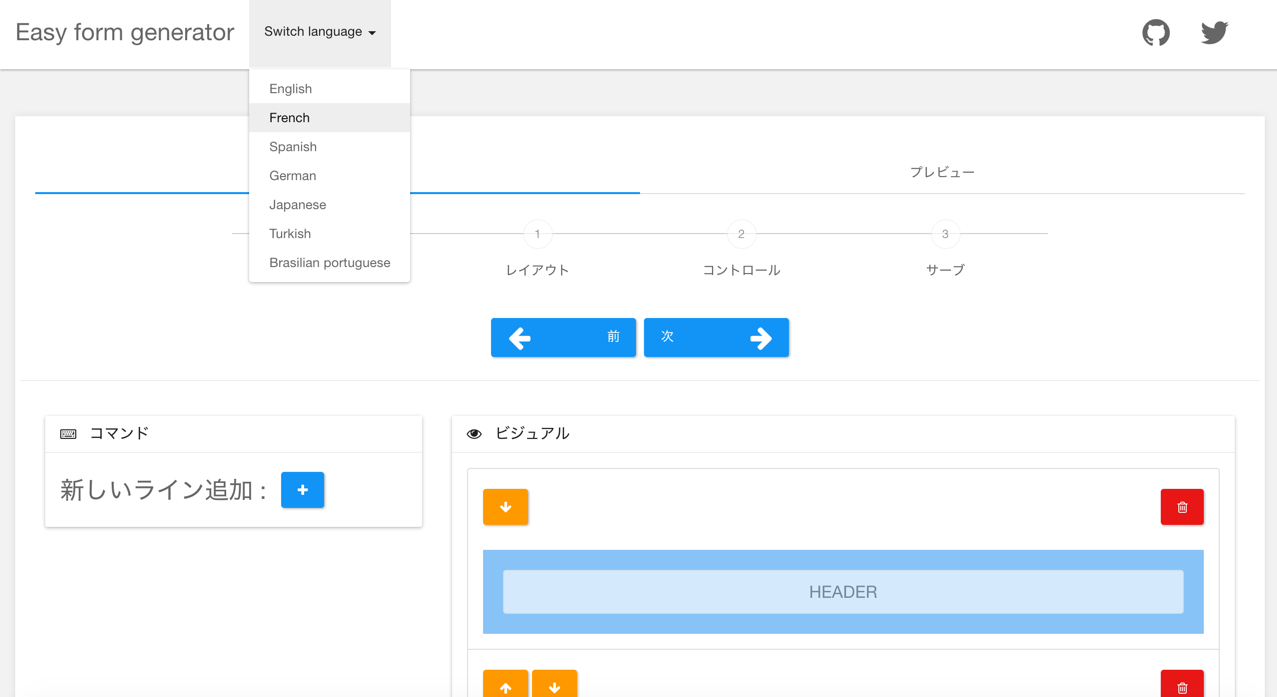 Easy form generator
Switch language
English
French
Spanish
German
Japanese
Turkish
Brasilian portuguese
プレビュー
1
2
3
レイアウト
コントロール
サーブ
前
次
コマンド
新しいライン追加 :
ビジュアル
HEADER